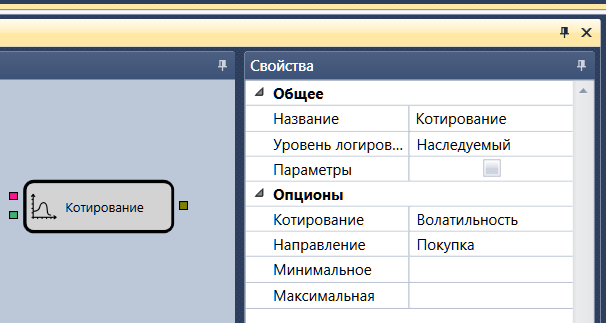 Свойства
Общее
Название Котирование
Уровень логиров... Наследуемый
Параметры
Опционы
Котирование Волатильность
Направление Покупка
Минимальное
Максимальная
Котирование